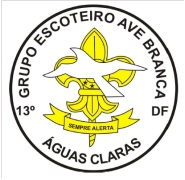 GRUPO ESCOTEIRO AVE BRANCA
13º DF
SEMPRE ALERTA
ÁGUAS CLARAS